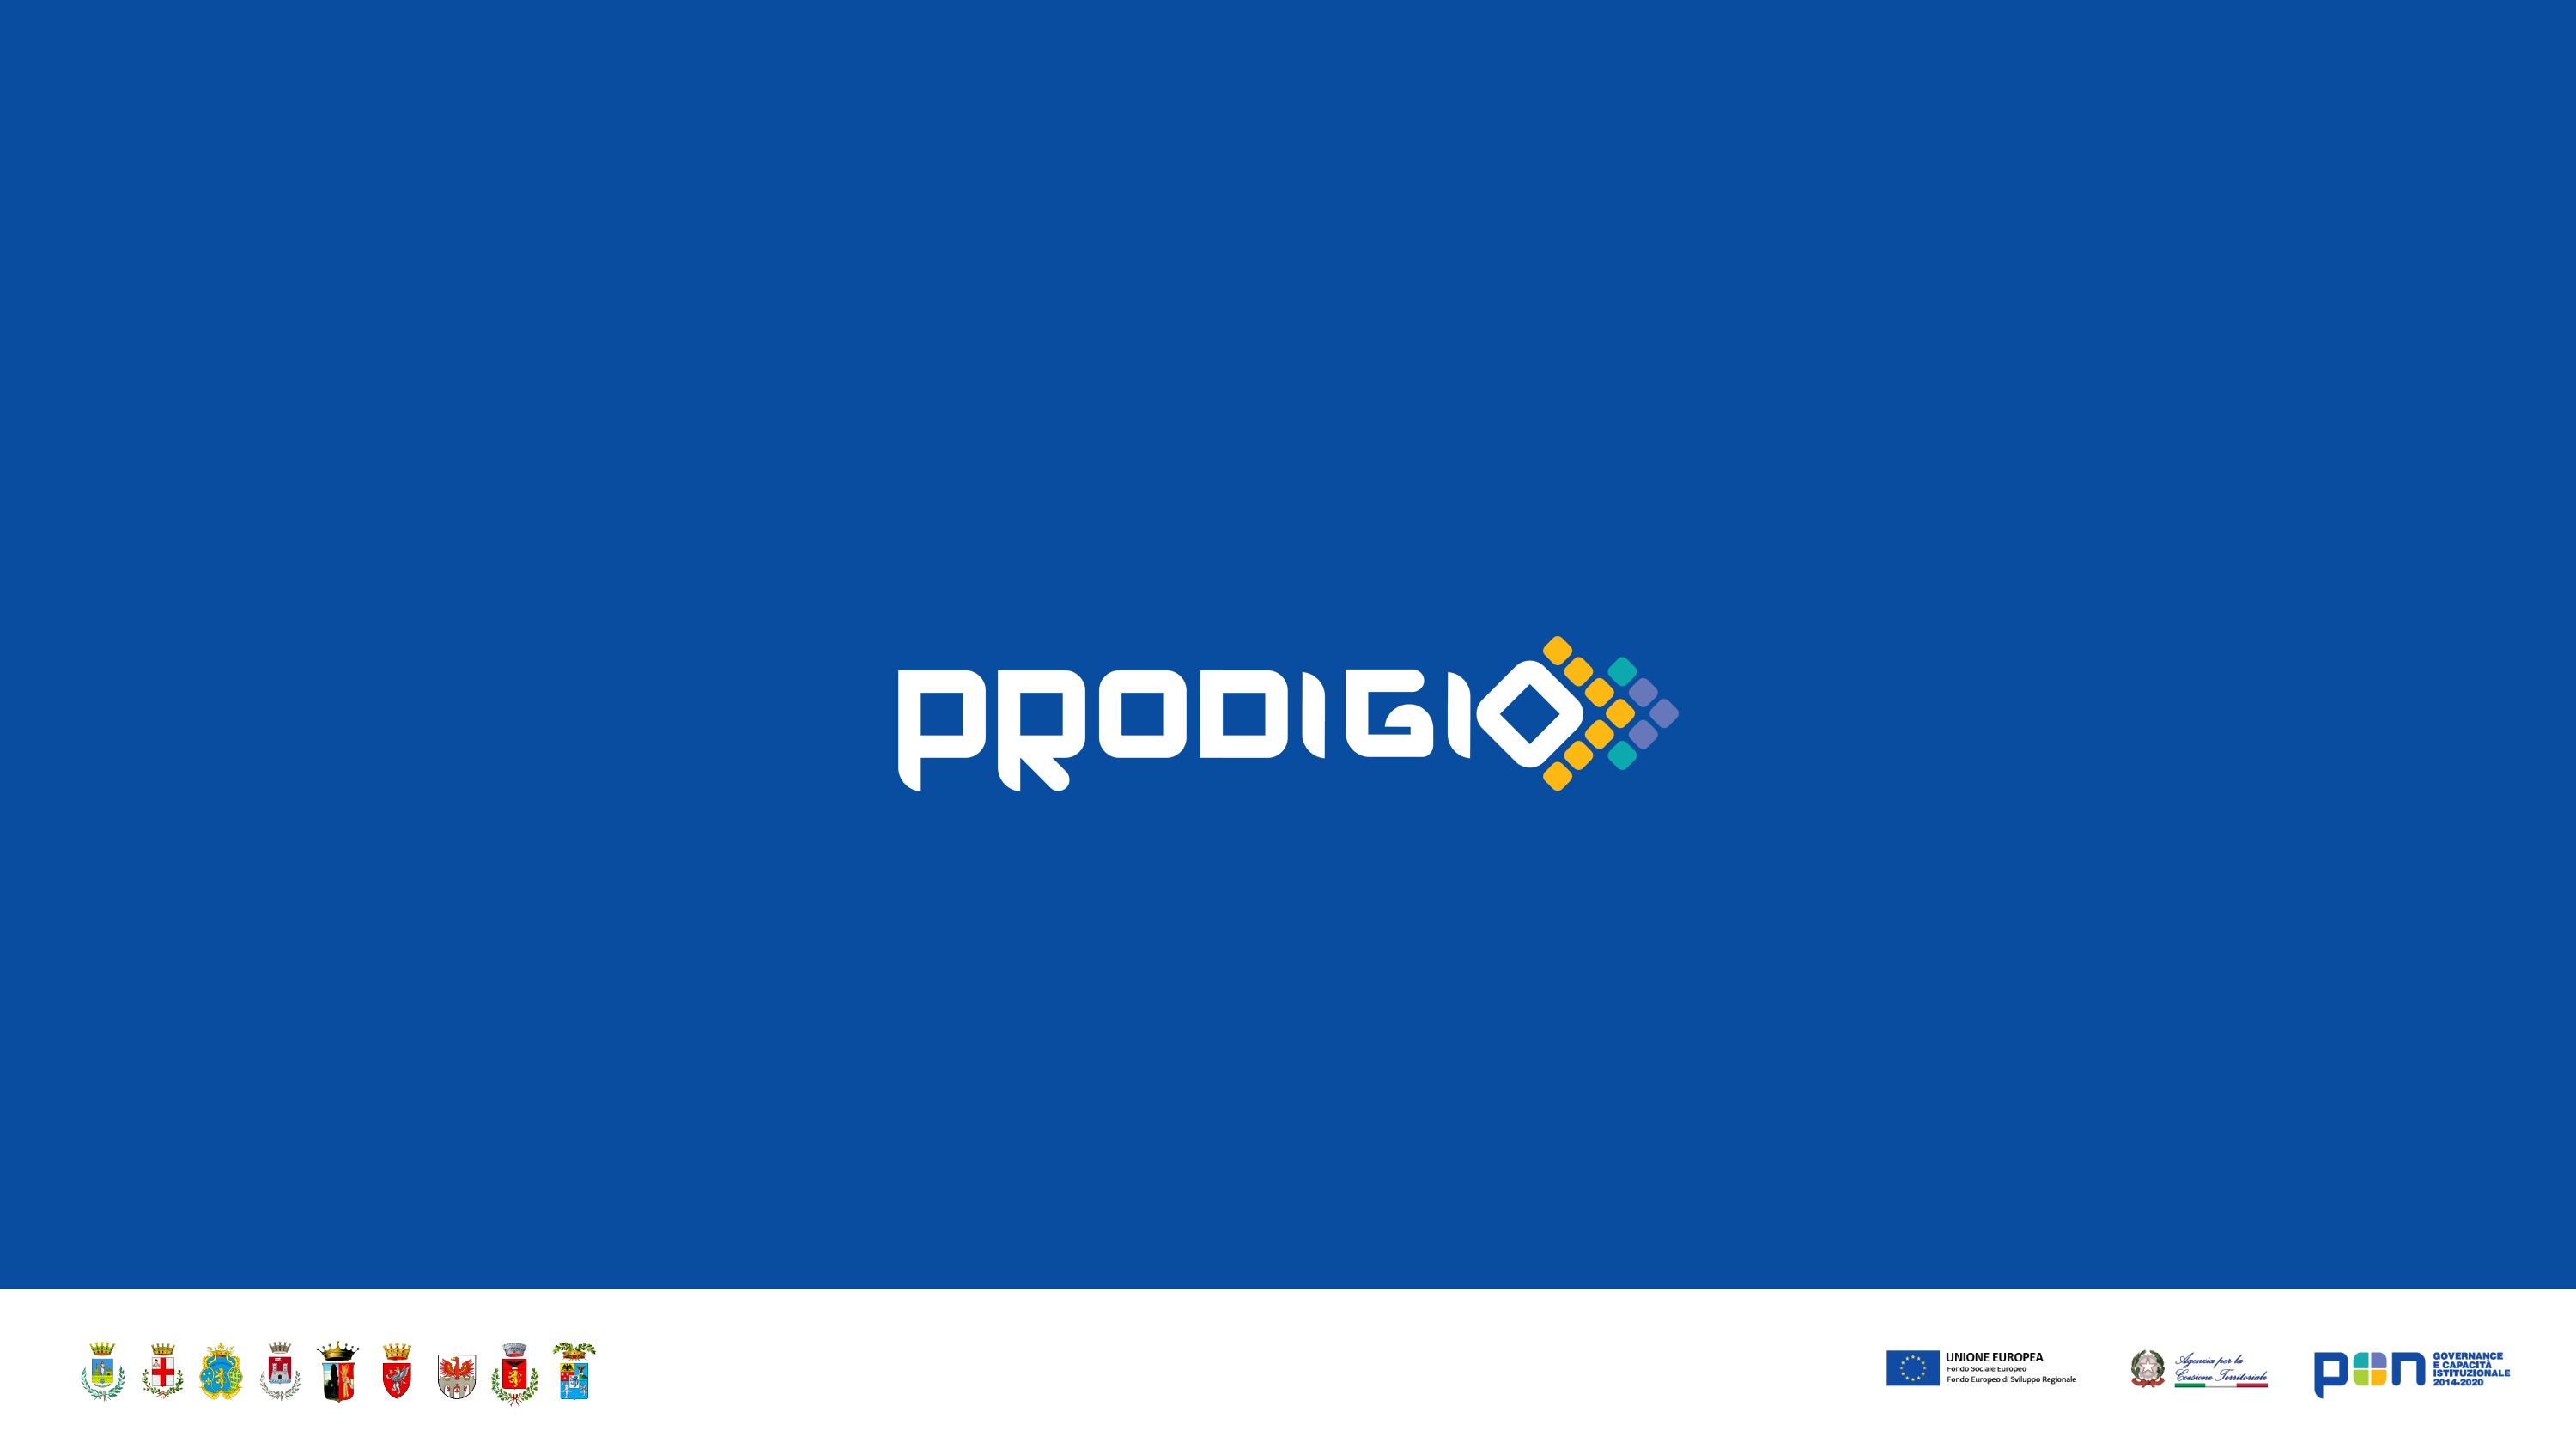 PRODIGIO
UNIONE EUROPEA
Fondo Sociale Europeo
Fondo Europeo di Sviluppo Regionale
Agenzia per la
Coesione Territoriale
pon
GOVERNANCE
E CAPACITÀ
ISTITUZIONALE
2014-2020